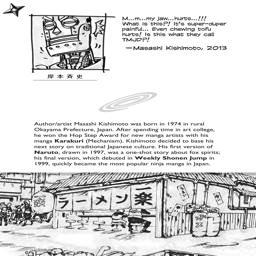 M...m...my jaw...hurts...!!!
What is this?! It's super-duper
painful... Even chewing tofu
hurts! Is this what they call
TMJD?!
—Masashi Kishimoto, 2013
岸本斉史
Author/artist Masashi Kishimoto was born in 1974 in rural
Okayama Prefecture, Japan. After spending time in art college,
he won the Hop Step Award for new manga artists with his
manga Karakuri (Mechanism). Kishimoto decided to base his
next story on traditional Japanese culture. His first version of
Naruto, drawn in 1997, was a one-shot story about fox spirits;
his final version, which debuted in Weekly Shonen Jump in
1999, quickly became the most popular ninja manga in Japan.
ラーメン一楽